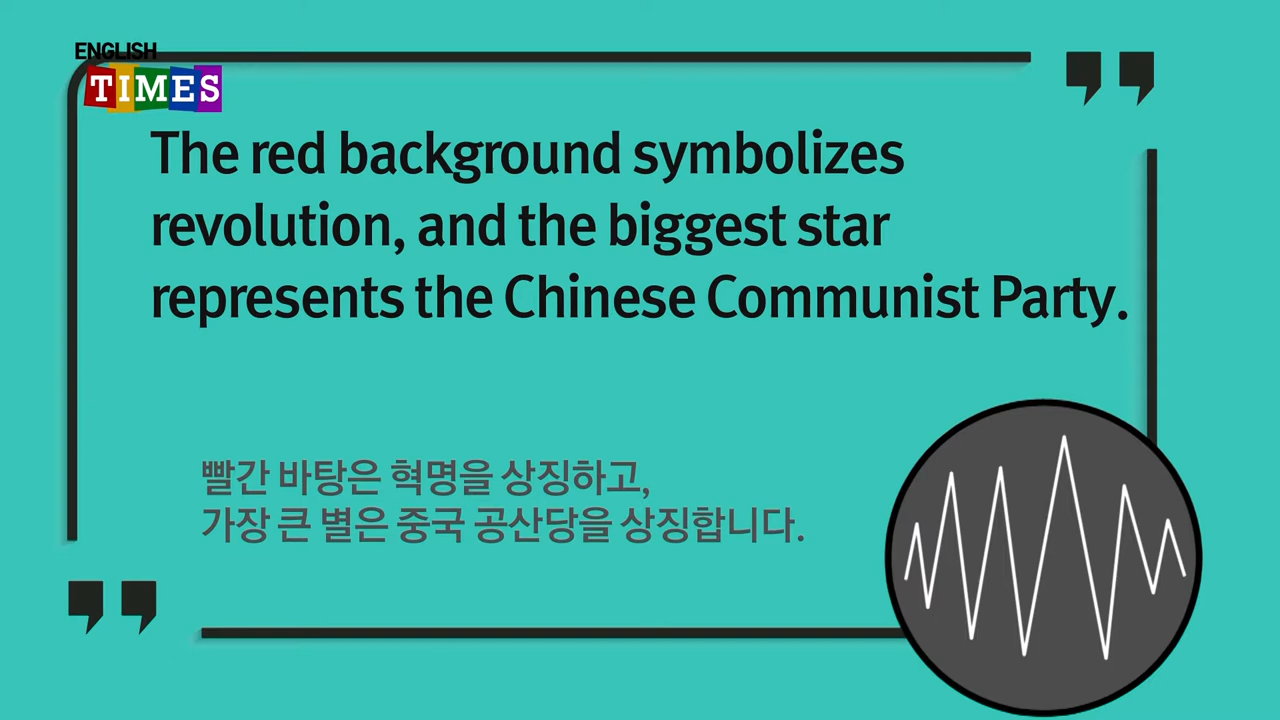 ENGLISH
TIMES
The red background symbolizes
revolution, and the biggest star
represents the Chinese Communist Party.
빨간 바탕은 혁명을 상징하고,
가장 큰 별은 중국 공산당을 상징합니다.